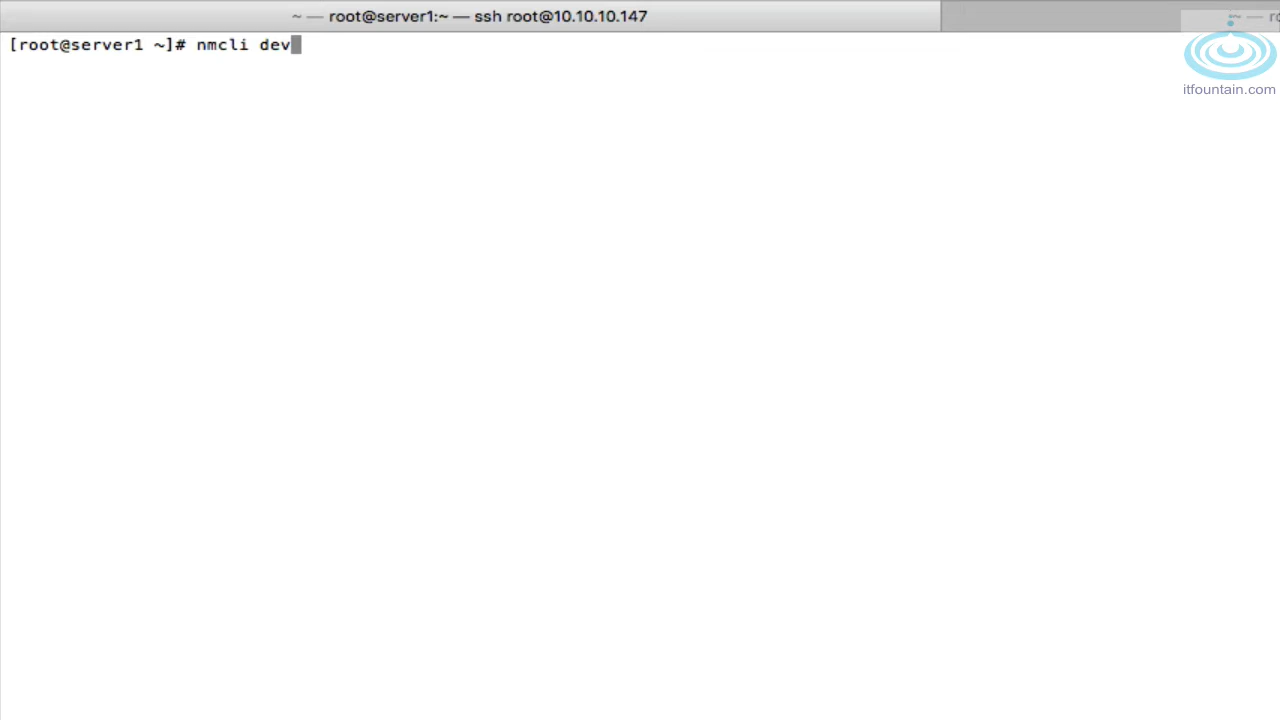 ~ — root@server1:~ — ssh root@10.10.10.147
~ —
[root@server1 ~]# nmcli dev
itfountain.com